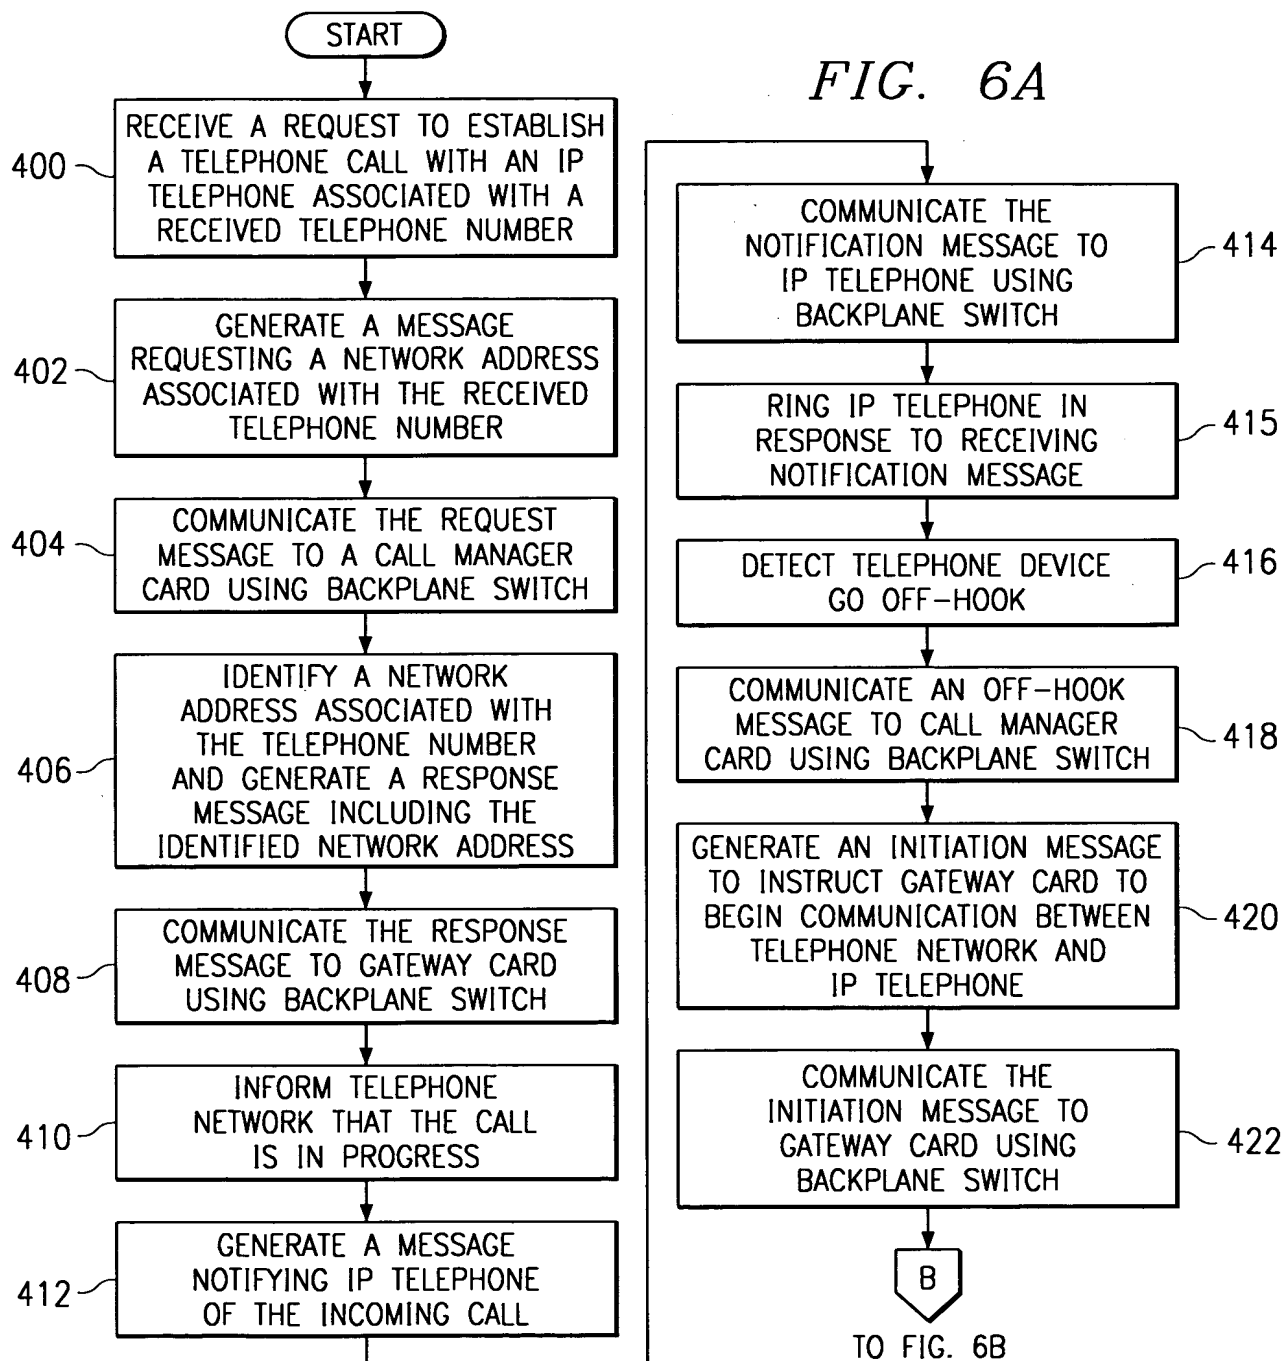 START
FIG. 6A
400
RECEIVE A REQUEST TO ESTABLISH
A TELEPHONE CALL WITH AN IP
TELEPHONE ASSOCIATED WITH A
RECEIVED TELEPHONE NUMBER
402
GENERATE A MESSAGE
REQUESTING A NETWORK ADDRESS
ASSOCIATED WITH THE RECEIVED
TELEPHONE NUMBER
404
COMMUNICATE THE REQUEST
MESSAGE TO A CALL MANAGER
CARD USING BACKPLANE SWITCH
406
IDENTIFY A NETWORK
ADDRESS ASSOCIATED WITH
THE TELEPHONE NUMBER
AND GENERATE A RESPONSE
MESSAGE INCLUDING THE
IDENTIFIED NETWORK ADDRESS
408
COMMUNICATE THE RESPONSE
MESSAGE TO GATEWAY CARD
USING BACKPLANE SWITCH
410
INFORM TELEPHONE
NETWORK THAT THE CALL
IS IN PROGRESS
412
GENERATE A MESSAGE
NOTIFYING IP TELEPHONE
OF THE INCOMING CALL
COMMUNICATE THE
NOTIFICATION MESSAGE TO
IP TELEPHONE USING
BACKPLANE SWITCH
414
RING IP TELEPHONE IN
RESPONSE TO RECEIVING
NOTIFICATION MESSAGE
415
DETECT TELEPHONE DEVICE
GO OFF-HOOK
416
COMMUNICATE AN OFF-HOOK
MESSAGE TO CALL MANAGER
CARD USING BACKPLANE SWITCH
418
GENERATE AN INITIATION MESSAGE
TO INSTRUCT GATEWAY CARD TO
BEGIN COMMUNICATION BETWEEN
TELEPHONE NETWORK AND
IP TELEPHONE
420
COMMUNICATE THE
INITIATION MESSAGE TO
GATEWAY CARD USING
BACKPLANE SWITCH
422
B
TO FIG. 6B